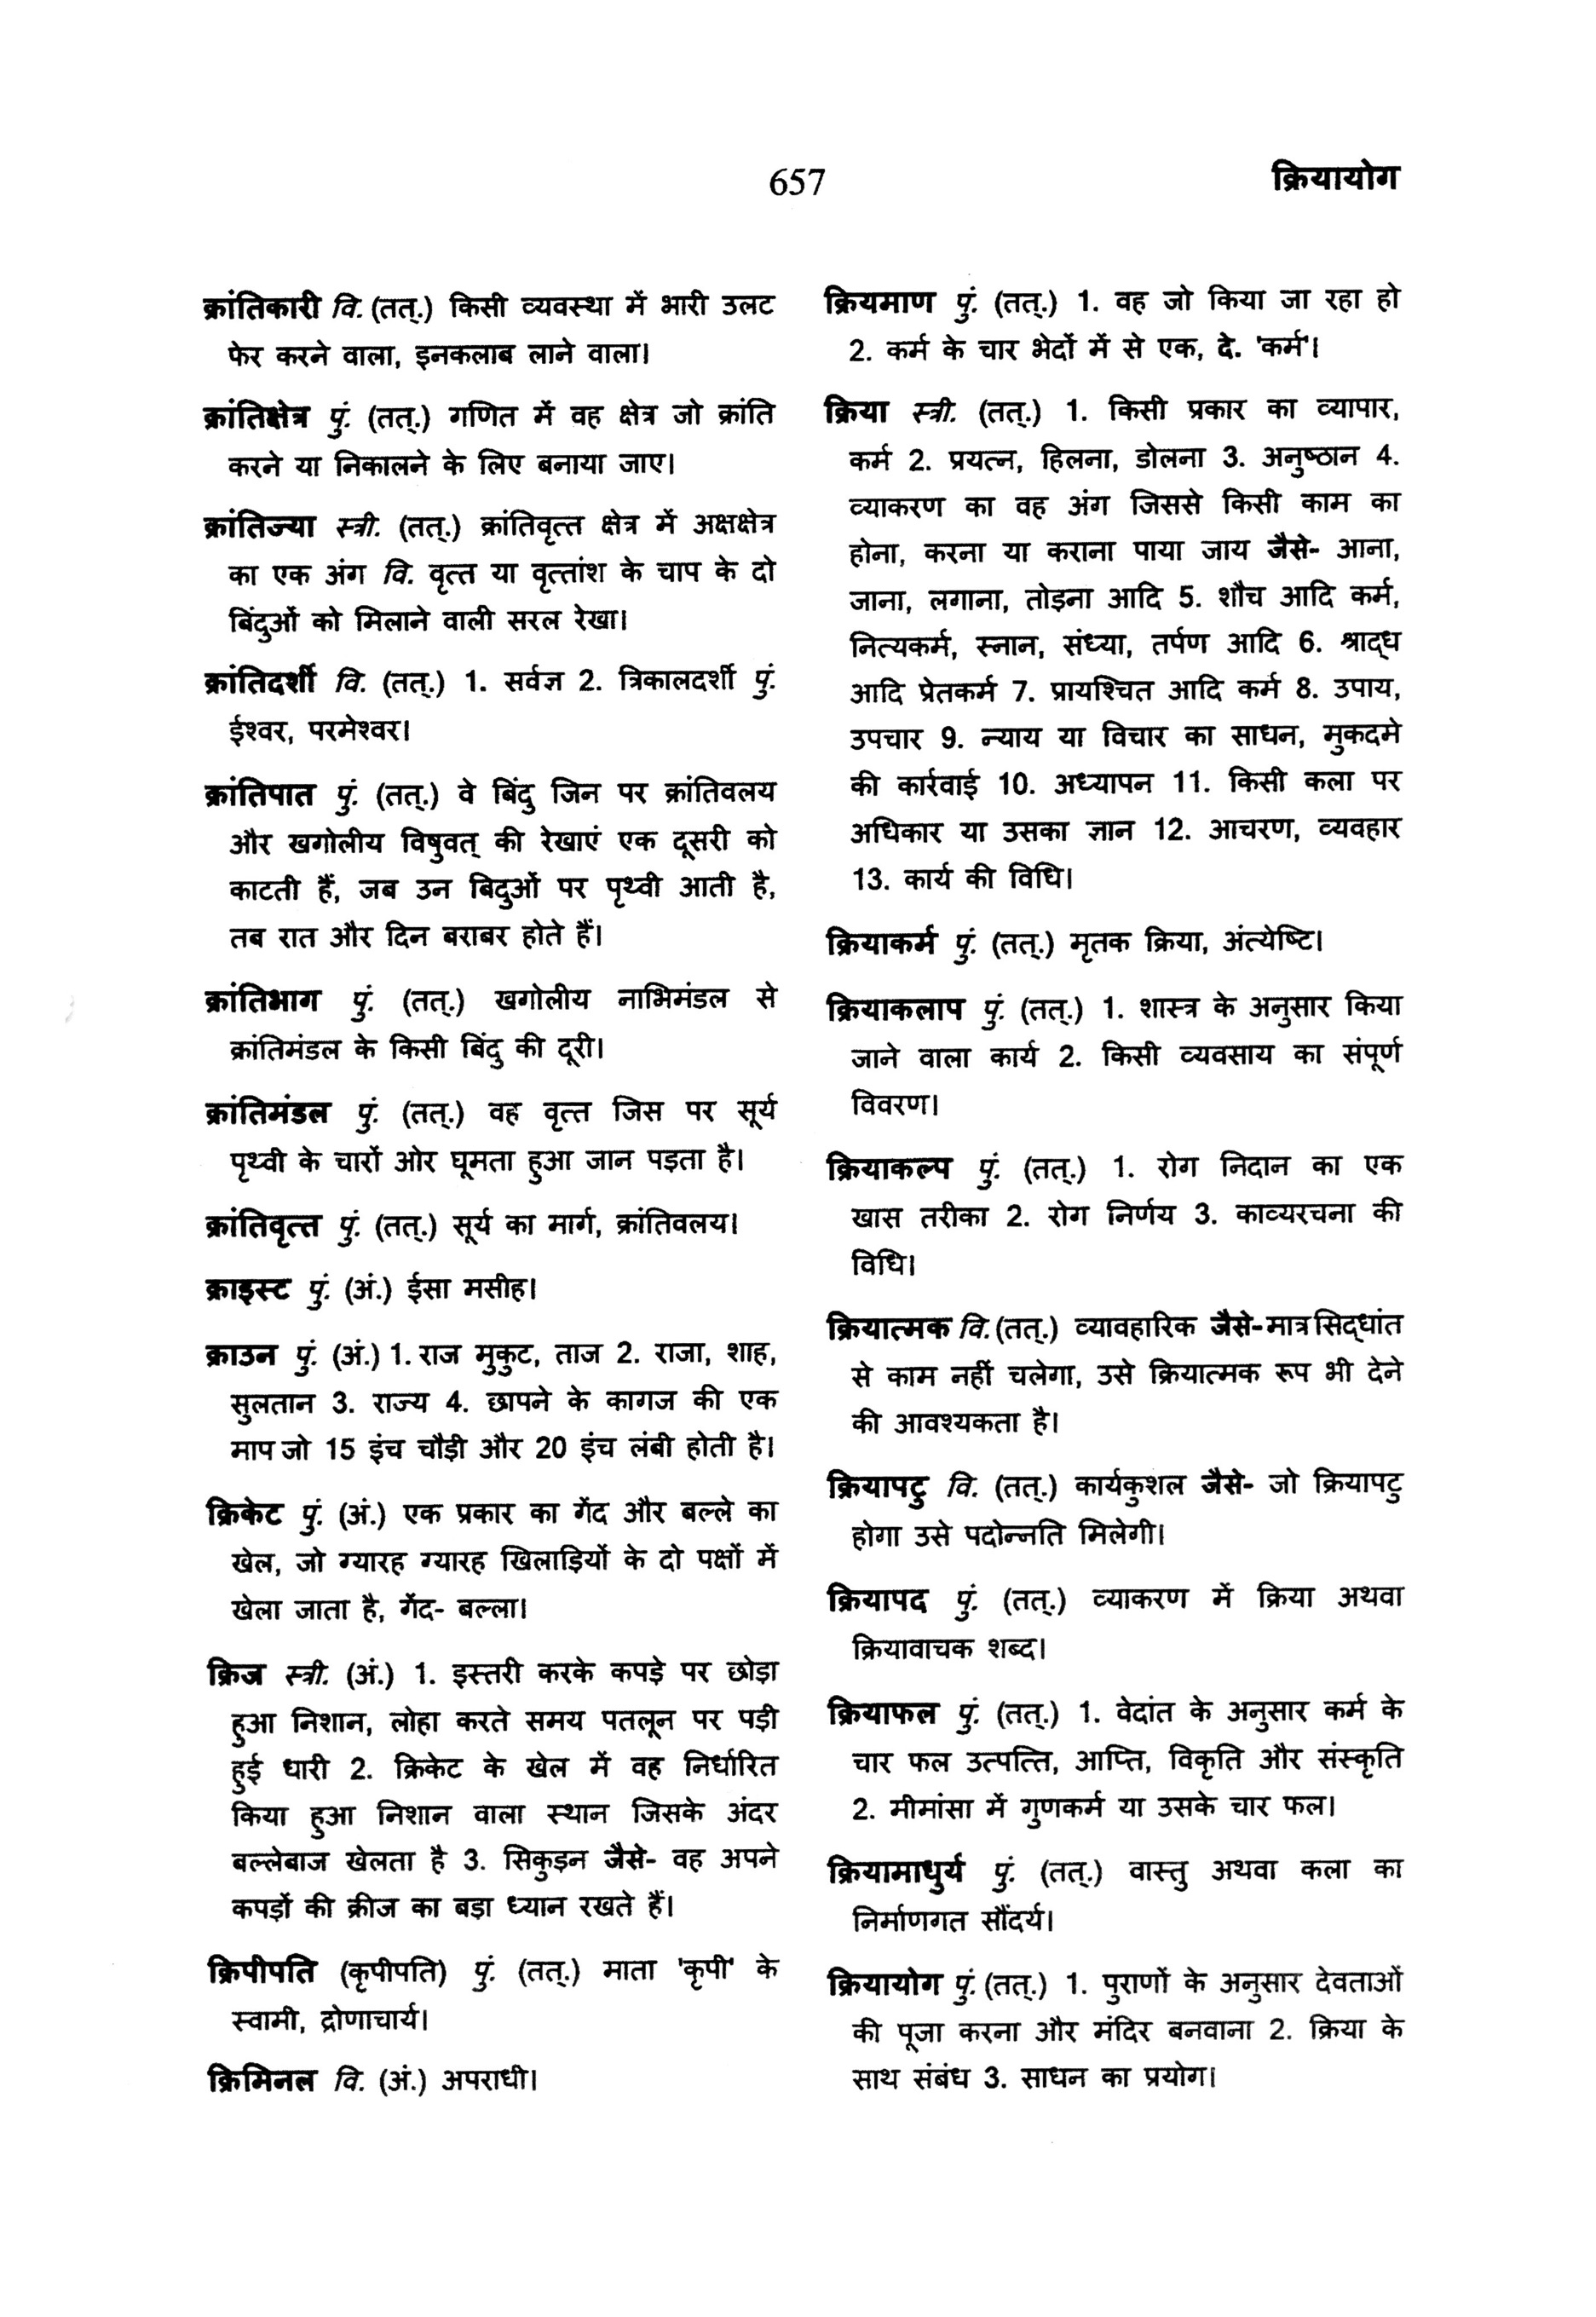 657
क्रियायोग
क्रांतिकारी वि. (तत्.) किसी व्यवस्था में भारी उलट
फेर करने वाला, इनकलाब लाने वाला।
क्रांतिक्षेत्र पुं. (तत्.) गणित में वह क्षेत्र जो क्रांति
करने या निकालने के लिए बनाया जाए।
क्रांतिज्या स्त्री. (तत्.) क्रांतिवृत्त क्षेत्र में अक्षक्षेत्र
का एक अंग वि. वृत्त या वृत्तांश के चाप के दो
बिंदुओं को मिलाने वाली सरल रेखा।
क्रांतिदर्शी वि. (तत्.) 1. सर्वज्ञ 2. त्रिकालदर्शी पुं.
ईश्वर, परमेश्वर।
क्रांतिपात पुं. (तत्.) वे बिंदु जिन पर क्रांतिवलय
और खगोलीय विषुवत् की रेखाएं एक दूसरी को
काटती हैं, जब उन बिदुओं पर पृथ्वी आती है,
तब रात और दिन बराबर होते हैं।
क्रांतिभाग पुं. (तत्.) खगोलीय नाभिमंडल से
क्रांतिमंडल के किसी बिंदु की दूरी।
क्रांतिमंडल पुं. (तत्.) वह वृत्त जिस पर सूर्य
पृथ्वी के चारों ओर घूमता हुआ जान पड़ता है।
क्रांतिवृत्त पुं. (तत्.) सूर्य का मार्ग, क्रांतिवलय।
क्राइस्ट पुं. (अं.) ईसा मसीह।
क्राउन पुं. (अं.) 1. राज मुकुट, ताज 2. राजा, शाह,
सुलतान 3. राज्य 4. छापने के कागज की एक
माप जो 15 इंच चौड़ी और 20 इंच लंबी होती है।
क्रिकेट पुं. (अं.) एक प्रकार का गेंद और बल्ले का
खेल, जो ग्यारह ग्यारह खिलाड़ियों के दो पक्षों में
खेला जाता है, गेंद- बल्ला।
क्रिज स्त्री. (अं.) 1. इस्तरी करके कपड़े पर छोड़ा
हुआ निशान, लोहा करते समय पतलून पर पड़ी
हुई धारी 2. क्रिकेट के खेल में वह निर्धारित
किया हुआ निशान वाला स्थान जिसके अंदर
बल्लेबाज खेलता है 3. सिकुड़न जैसे- वह अपने
कपड़ों की क्रीज का बड़ा ध्यान रखते हैं।
क्रिपीपति (कृपीपति) पुं. (तत्.) माता 'कृपी' के
स्वामी, द्रोणाचार्य।
क्रिमिनल वि. (अं.) अपराधी।
क्रियमाण पुं. (तत्.) 1. वह जो किया जा रहा हो
2. कर्म के चार भेदों में से एक, दे. 'कर्म'।
क्रिया स्त्री. (तत्.) 1. किसी प्रकार का व्यापार,
कर्म 2. प्रयत्न, हिलना, डोलना 3. अनुष्ठान 4.
व्याकरण का वह अंग जिससे किसी काम का
होना, करना या कराना पाया जाय जैसे- आना,
जाना, लगाना, तोड़ना आदि 5. शौच आदि कर्म,
नित्यकर्म, स्नान, संध्या, तर्पण आदि 6. श्राद्ध
आदि प्रेतकर्म 7. प्रायश्चित आदि कर्म 8. उपाय,
उपचार 9. न्याय या विचार का साधन, मुकदमे
की कार्रवाई 10. अध्यापन 11. किसी कला पर
अधिकार या उसका ज्ञान 12. आचरण, व्यवहार
13. कार्य की विधि।
क्रियाकर्म पुं. (तत्.) मृतक क्रिया, अंत्येष्टि।
क्रियाकलाप पुं. (तत्.) 1. शास्त्र के अनुसार किया
जाने वाला कार्य 2. किसी व्यवसाय का संपूर्ण
विवरण।
क्रियाकल्प पुं. (तत्.) 1. रोग निदान का एक
खास तरीका 2. रोग निर्णय 3. काव्यरचना की
विधि।
क्रियात्मक वि. (तत्.) व्यावहारिक जैसे-मात्र सिद्धांत
से काम नहीं चलेगा, उसे क्रियात्मक रूप भी देने
की आवश्यकता है।
क्रियापटु वि. (तत्.) कार्यकुशल जैसे- जो क्रियापटु
होगा उसे पदोन्नति मिलेगी।
क्रियापद पुं. (तत्.) व्याकरण में क्रिया अथवा
क्रियावाचक शब्द।
क्रियाफल पुं. (तत्.) 1. वेदांत के अनुसार कर्म के
चार फल उत्पत्ति, आप्ति, विकृति और संस्कृति
2. मीमांसा में गुणकर्म या उसके चार फल।
क्रियामाधुर्य पुं. (तत्.) वास्तु अथवा कला का
निर्माणगत सौंदर्य।
क्रियायोग पुं. (तत्.) 1. पुराणों के अनुसार देवताओं
की पूजा करना और मंदिर बनवाना 2. क्रिया के
साथ संबंध 3. साधन का प्रयोग।